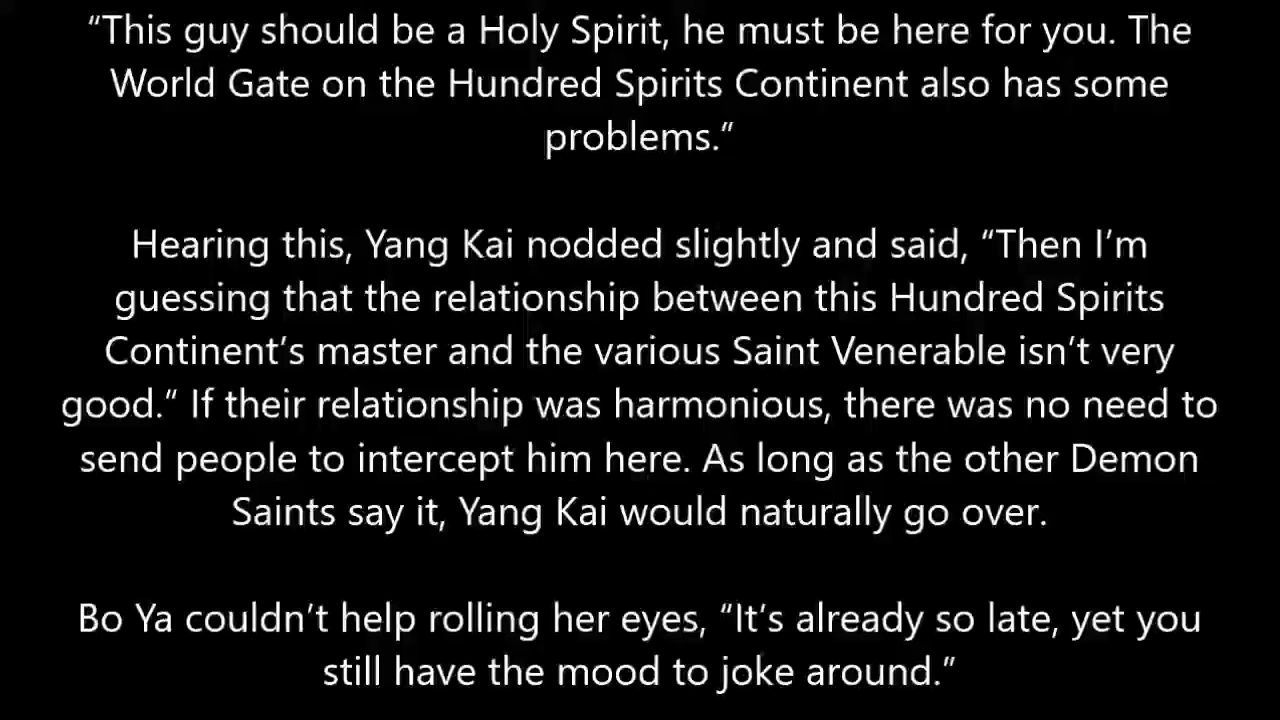 “This guy should be a Holy Spirit, he must be here for you. The
World Gate on the Hundred Spirits Continent also has some
problems.”
Hearing this, Yang Kai nodded slightly and said, “Then I’m
guessing that the relationship between this Hundred Spirits
Continent’s master and the various Saint Venerable isn’t very
good.” If their relationship was harmonious, there was no need to
send people to intercept him here. As long as the other Demon
Saints say it, Yang Kai would naturally go over.
Bo Ya couldn’t help rolling her eyes, “It’s already so late, yet you
still have the mood to joke around.”